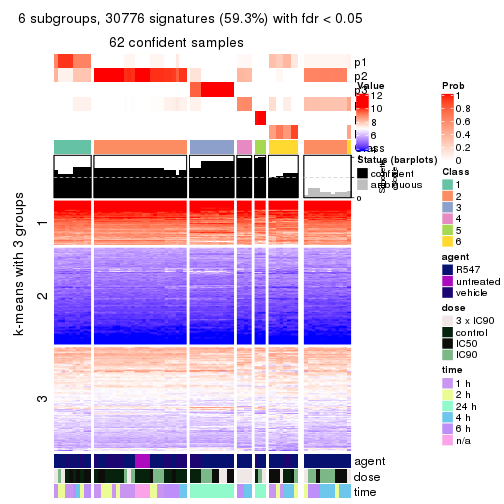 6 subgroups, 30776 signatures (59.3%) with fdr < 0.05
62 confident samples
p1
p2
Value
12
10
8
6
Prob
1
0.8
0.6
0.4
0.2
0
Class
Status (barplots)
confident
ambiguous
0
Class
1
2
3
4
5
6
k-means with 3 groups
1
2
3
agent
R547
untreated
vehicle
dose
3 x IC90
control
IC50
IC90
time
1 h
2 h
24 h
4 h
6 h
n/a
agent
dose
time